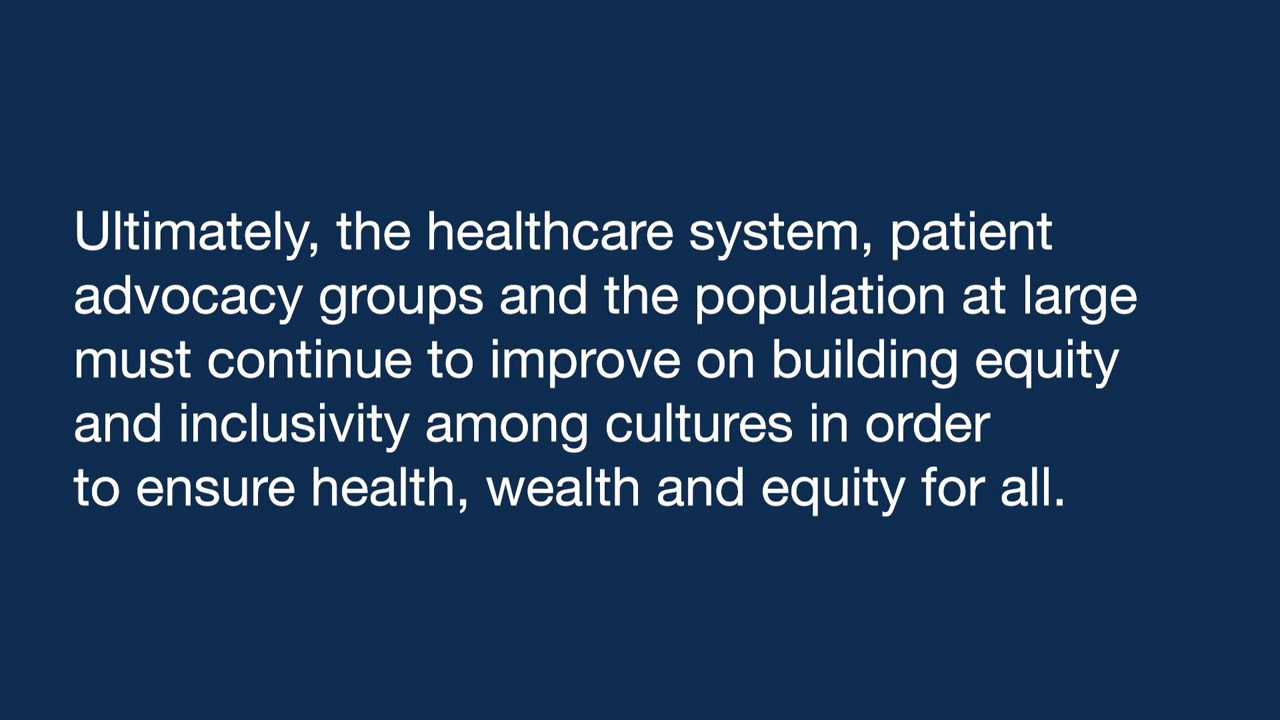 Ultimately, the healthcare system, patient
advocacy groups and the population at large
must continue to improve on building equity
and inclusivity among cultures in order
to ensure health, wealth and equity for all.